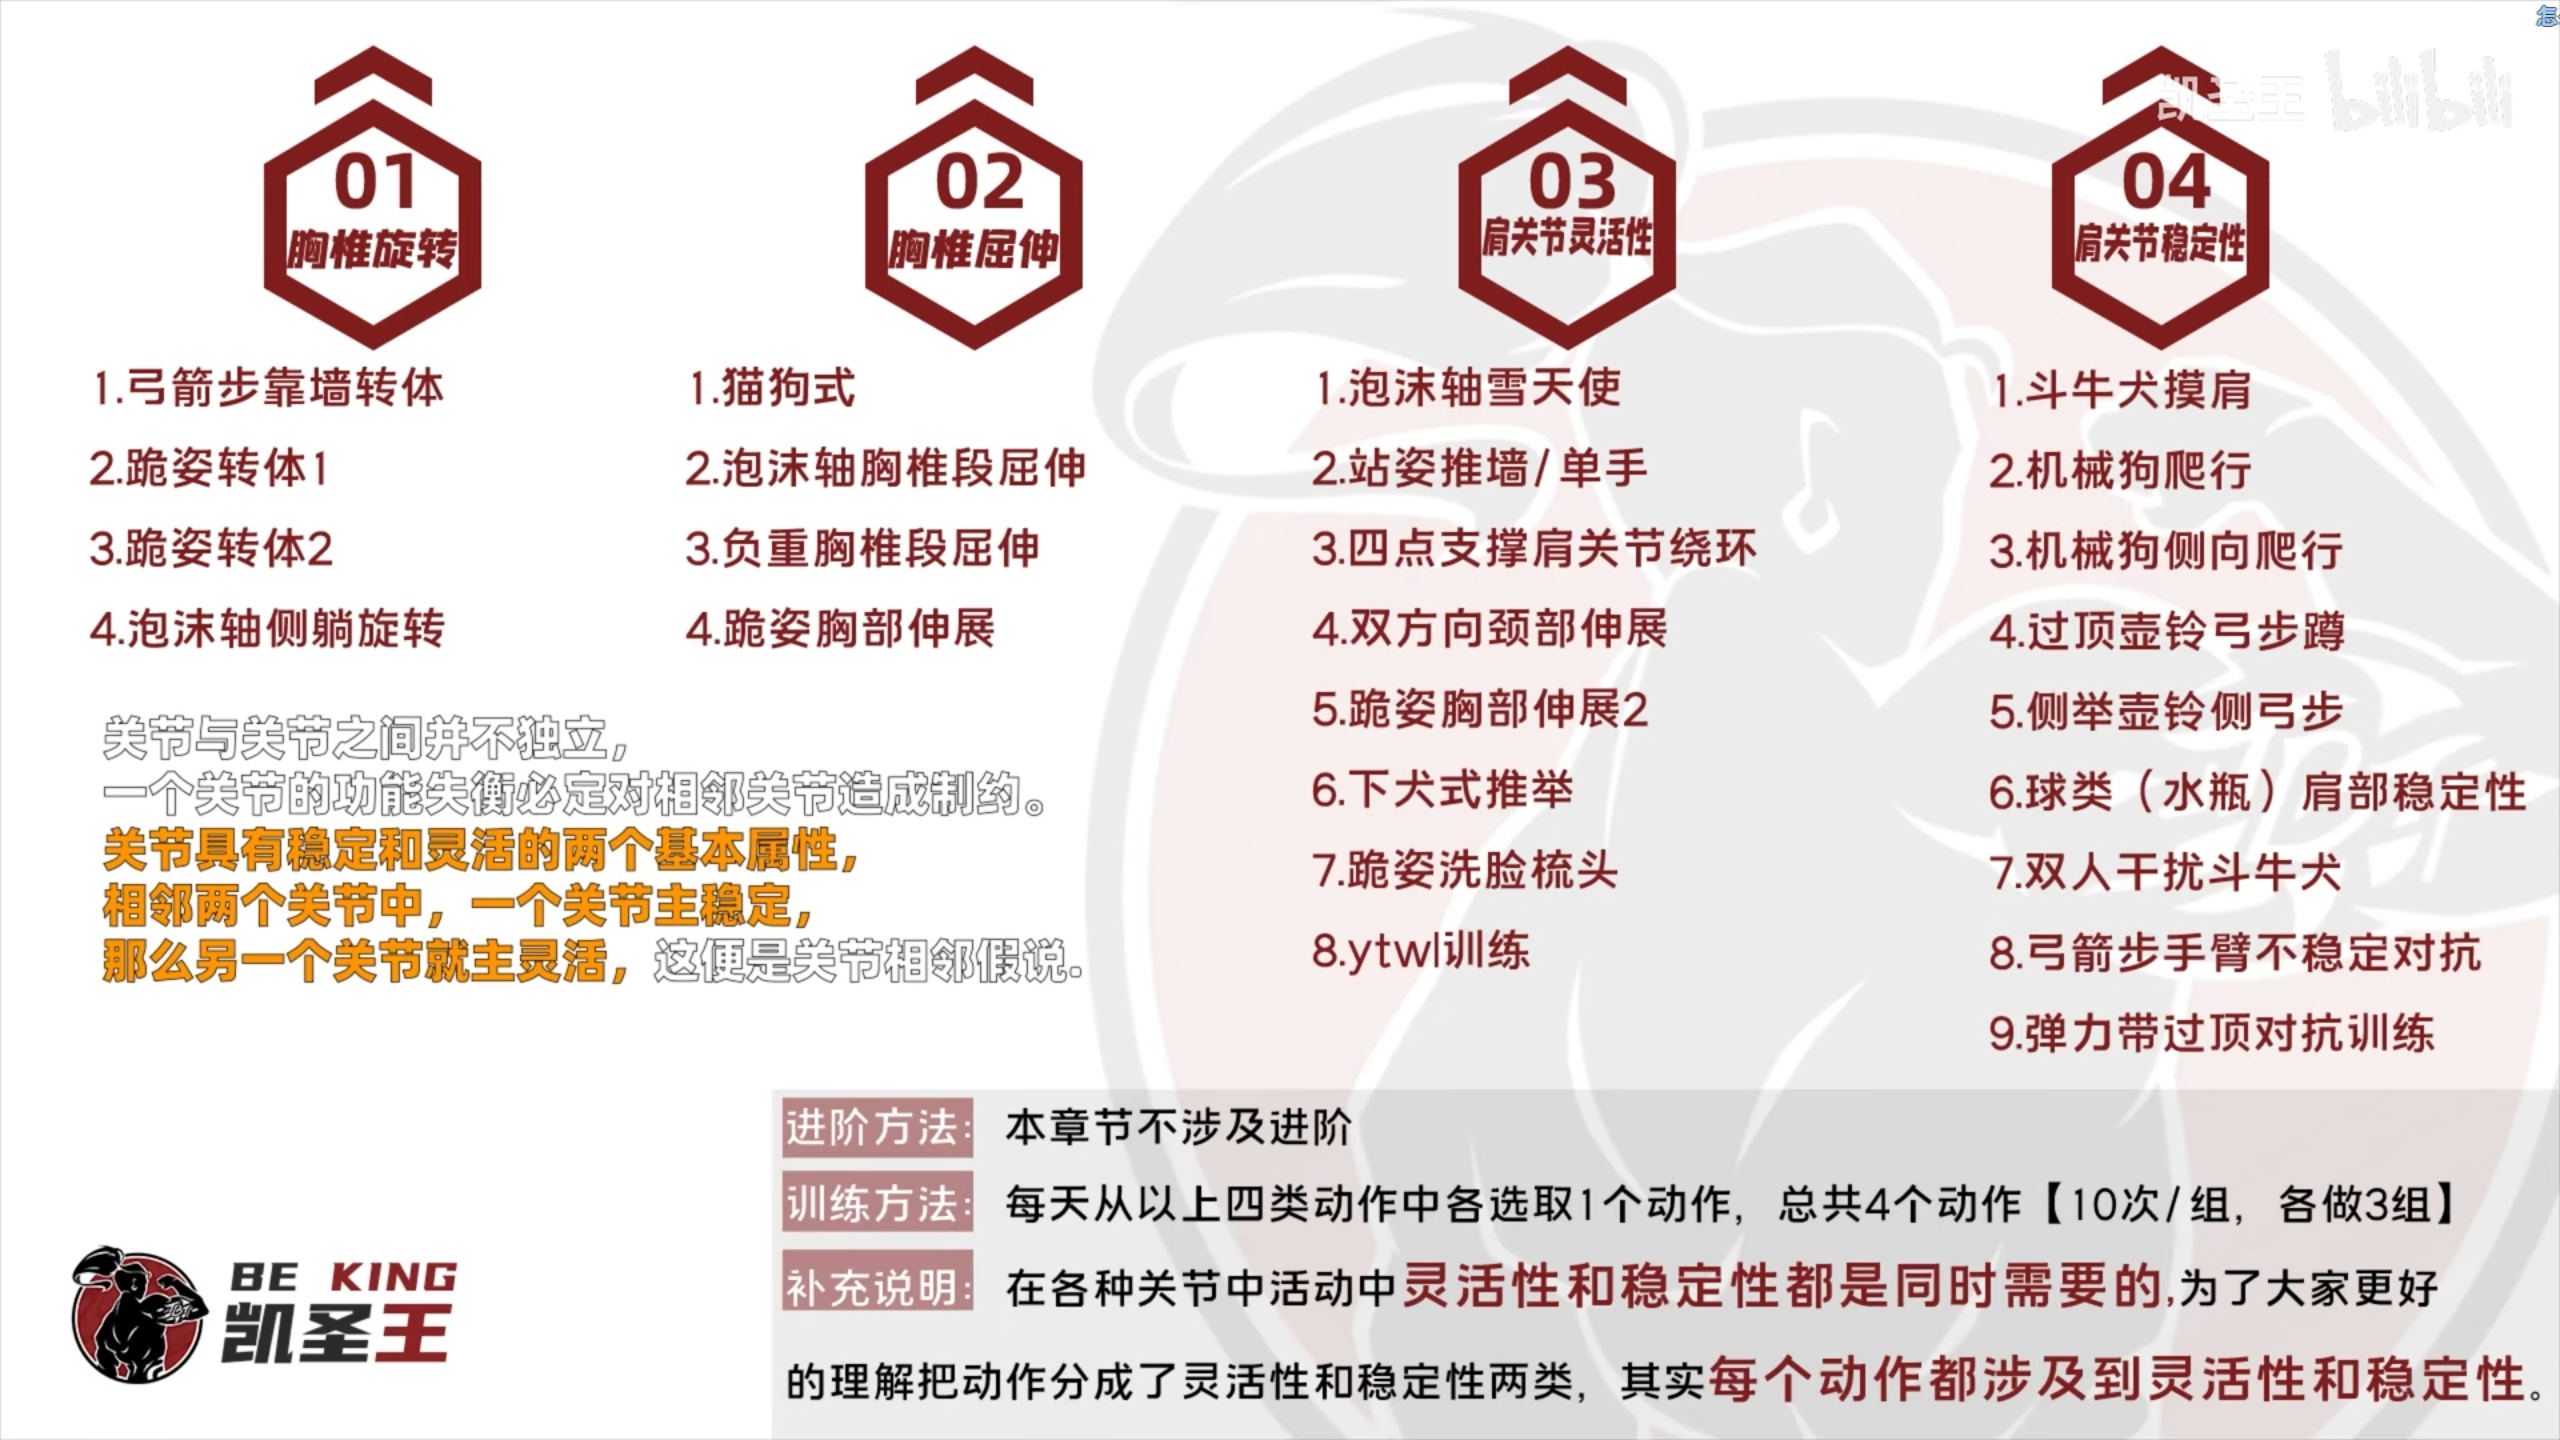 怎
凯圣王 bilibili
01
胸椎旋转
1.弓箭步靠墙转体
2.跪姿转体1
3.跪姿转体2
4.泡沫轴侧躺旋转
02
胸椎屈伸
1.猫狗式
2.泡沫轴胸椎段屈伸
3.负重胸椎段屈伸
4.跪姿胸部伸展
03
肩关节灵活性
1.泡沫轴雪天使
2.站姿推墙/单手
3.四点支撑肩关节绕环
4.双方向颈部伸展
5.跪姿胸部伸展2
6.下犬式推举
7.跪姿洗脸梳头
8.ytwl训练
04
肩关节稳定性
1.斗牛犬摸肩
2.机械狗爬行
3.机械狗侧向爬行
4.过顶壶铃弓步蹲
5.侧举壶铃侧弓步
6.球类（水瓶）肩部稳定性
7.双人干扰斗牛犬
8.弓箭步手臂不稳定对抗
9.弹力带过顶对抗训练
关节与关节之间并不独立，
一个关节的功能失衡必定对相邻关节造成制约。
关节具有稳定和灵活的两个基本属性，
相邻两个关节中，一个关节主稳定，
那么另一个关节就主灵活，这便是关节相邻假说.
进阶方法: 本章节不涉及进阶
训练方法: 每天从以上四类动作中各选取1个动作，总共4个动作【10次/组，各做3组】
补充说明: 在各种关节中活动中灵活性和稳定性都是同时需要的,为了大家更好
的理解把动作分成了灵活性和稳定性两类，其实每个动作都涉及到灵活性和稳定性。
BE KING
凯圣王